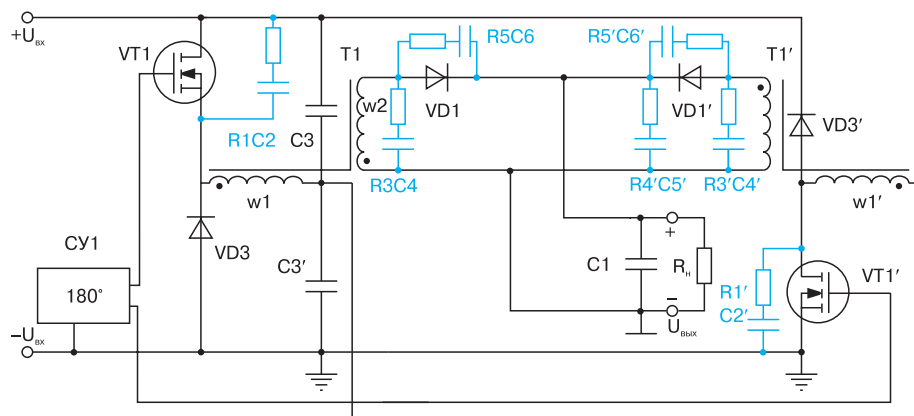 +Uвх
VT1
R1C2
C3
T1
w2
R5C6
VD1
R3C4
R5'C6'
T1'
VD1'
VD3'
R4'C5'
R3'C4'
w1
w1'
VD3
СУ1
180°
C3'
C1
+
Rн
−
Uвых
R1'
C2'
VT1'
−Uвх